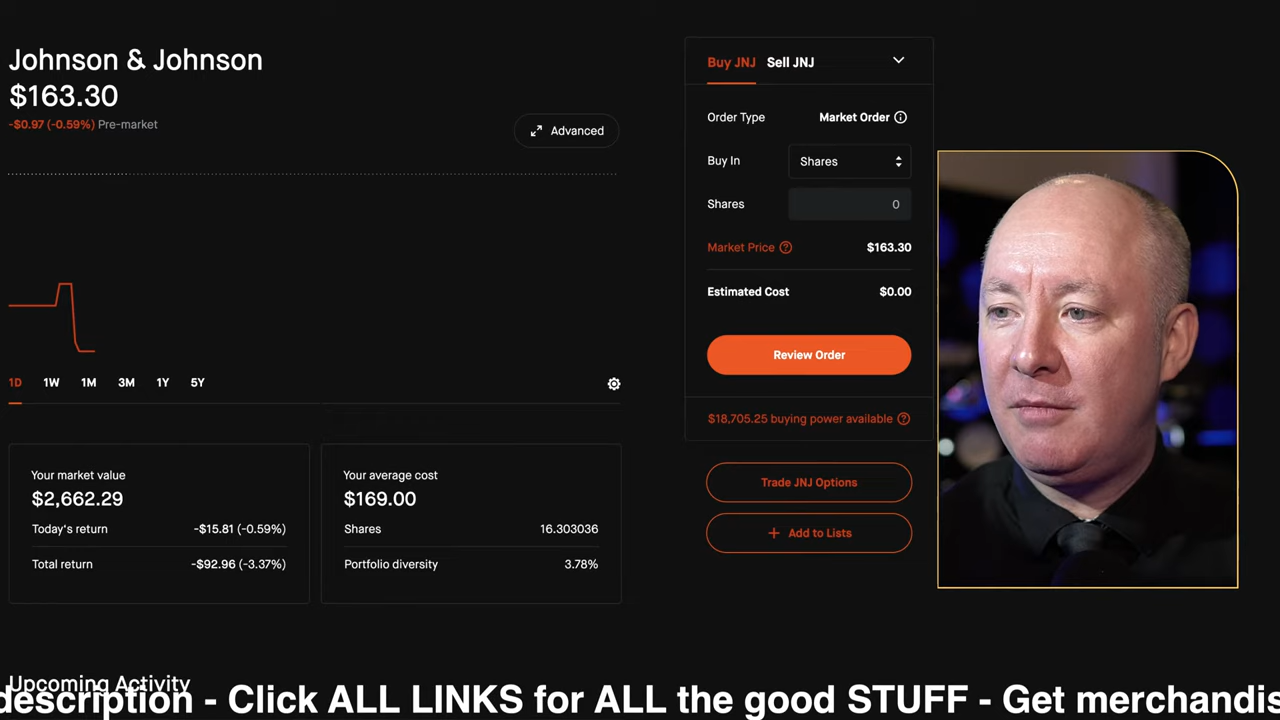 Johnson & Johnson
$163.30
-$0.97 (-0.59%) Pre-market
Advanced
1D 1W 1M 3M 1Y 5Y
Your market value
$2,662.29
Today's return -$15.81 (-0.59%)
Total return -$92.96 (-3.37%)
Your average cost
$169.00
Shares 16.303036
Portfolio diversity 3.78%
Buy JNJ Sell JNJ
Order Type Market Order
Buy In Shares
Shares 0
Market Price $163.30
Estimated Cost $0.00
Review Order
$18,705.25 buying power available
Trade JNJ Options
+ Add to Lists
Upcoming Activity
description - Click ALL LINKS for ALL the good STUFF - Get merchandis